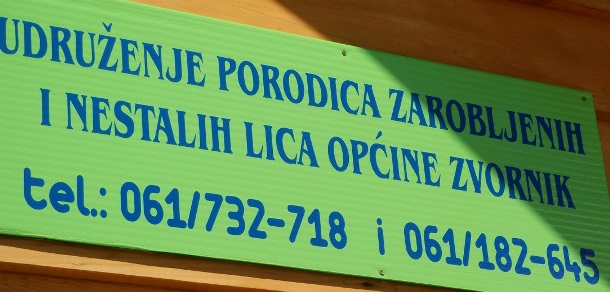 UDRUŽENJE PORODICA ZAROBLJENIH
I NESTALIH LICA OPĆINE ZVORNIK
tel.: 061/732-718 i 061/182-645